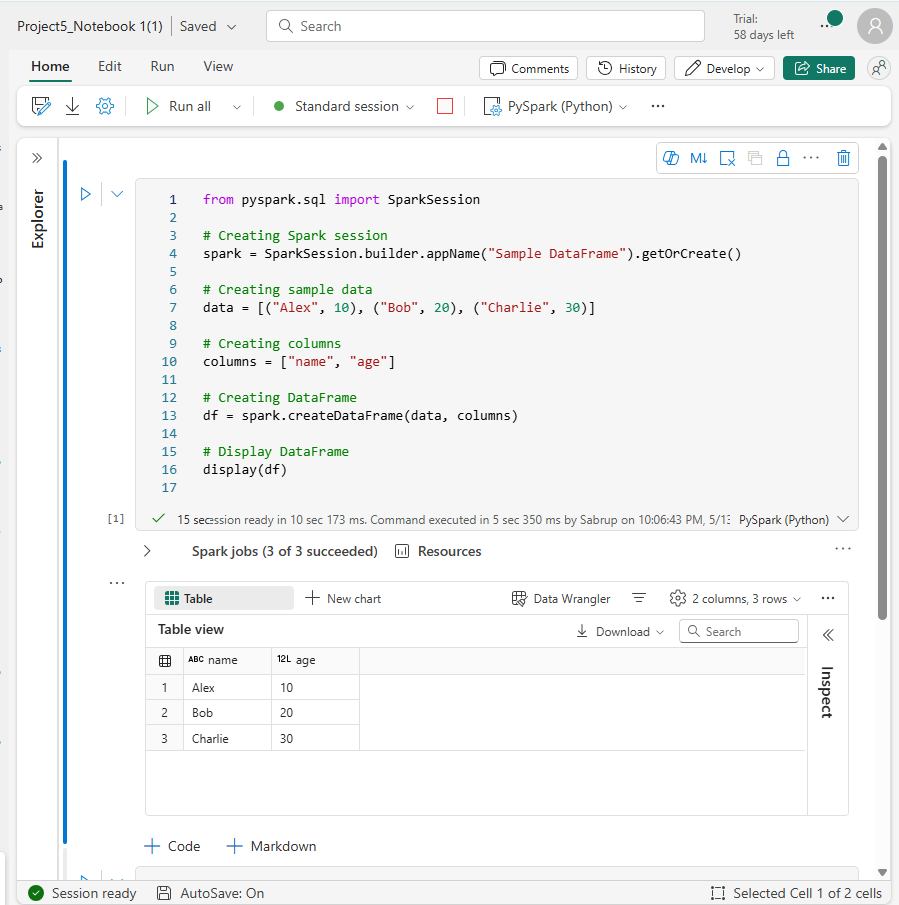 Project5_Notebook 1(1) Saved Search Trial: 58 days left
Home Edit Run View Comments History Develop Share
Run all Standard session PySpark (Python)
Explorer
M↓
1 from pyspark.sql import SparkSession
2
3 # Creating Spark session
4 spark = SparkSession.builder.appName("Sample DataFrame").getOrCreate()
5
6 # Creating sample data
7 data = [("Alex", 10), ("Bob", 20), ("Charlie", 30)]
8
9 # Creating columns
10 columns = ["name", "age"]
11
12 # Creating DataFrame
13 df = spark.createDataFrame(data, columns)
14
15 # Display DataFrame
16 display(df)
17
[1] 15 sec ession ready in 10 sec 173 ms. Command executed in 5 sec 350 ms by Sabrup on 10:06:43 PM, 5/13 PySpark (Python)
Spark jobs (3 of 3 succeeded) Resources
Table New chart Data Wrangler 2 columns, 3 rows
Table view Download Search
ABC name 12L age
1 Alex 10
2 Bob 20
3 Charlie 30
Inspect
Code Markdown
Session ready AutoSave: On Selected Cell 1 of 2 cells